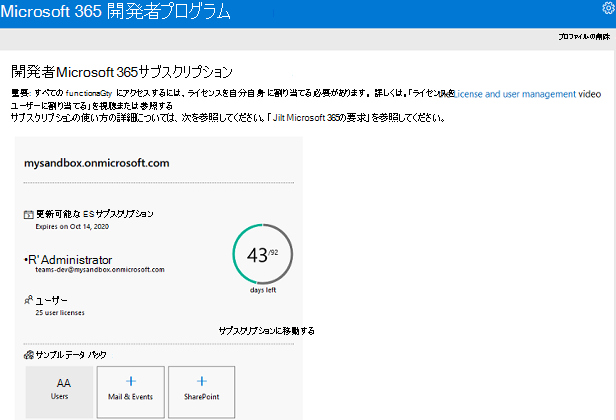 Microsoft 365 開発者プログラム
プロファイルの削除
開発者Microsoft 365サブスクリプション
重要: すべての functionaGty にアクセスするには、ライセンスを自分自身に割り当てる必要があります。 詳しくは、「ライセンスを License and user management video
ユーザーに割り当てる」を視聴または参照する
サブスクリプションの使い方の詳細については、次を参照してください。「 Jilt Microsoft 365の要求」を参照してください。
mysandbox.onmicrosoft.com
更新可能な E5サブスクリプション
Expires on Oct 14, 2020
43/92
days left
•R' Administrator
teams-dev@mysandbox.onmicrosoft.com
ユーザー
25 user licenses
サブスクリプションに移動する
サンプルデータ パック
AA
Users
Mail & Events
SharePoint